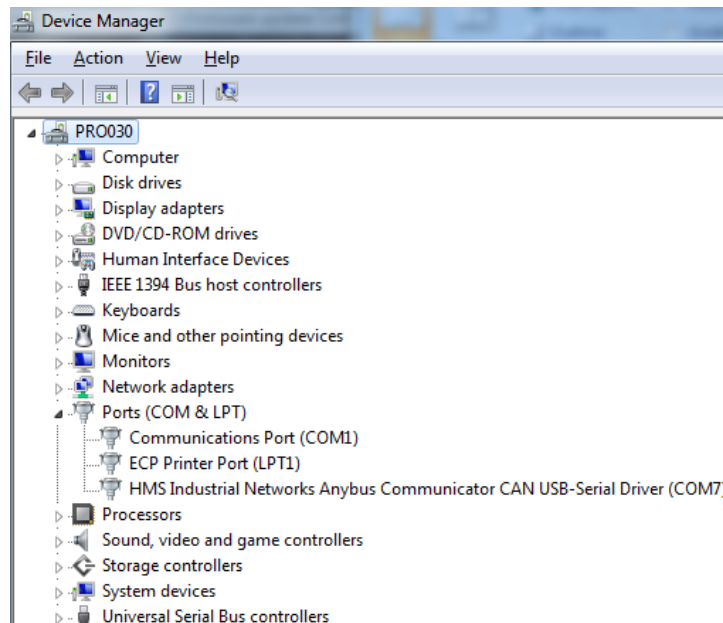 Device Manager
File Action View Help
PRO030
Computer
Disk drives
Display adapters
DVD/CD-ROM drives
Human Interface Devices
IEEE 1394 Bus host controllers
Keyboards
Mice and other pointing devices
Monitors
Network adapters
Ports (COM & LPT)
Communications Port (COM1)
ECP Printer Port (LPT1)
HMS Industrial Networks Anybus Communicator CAN USB-Serial Driver (COM7)
Processors
Sound, video and game controllers
Storage controllers
System devices
Universal Serial Bus controllers